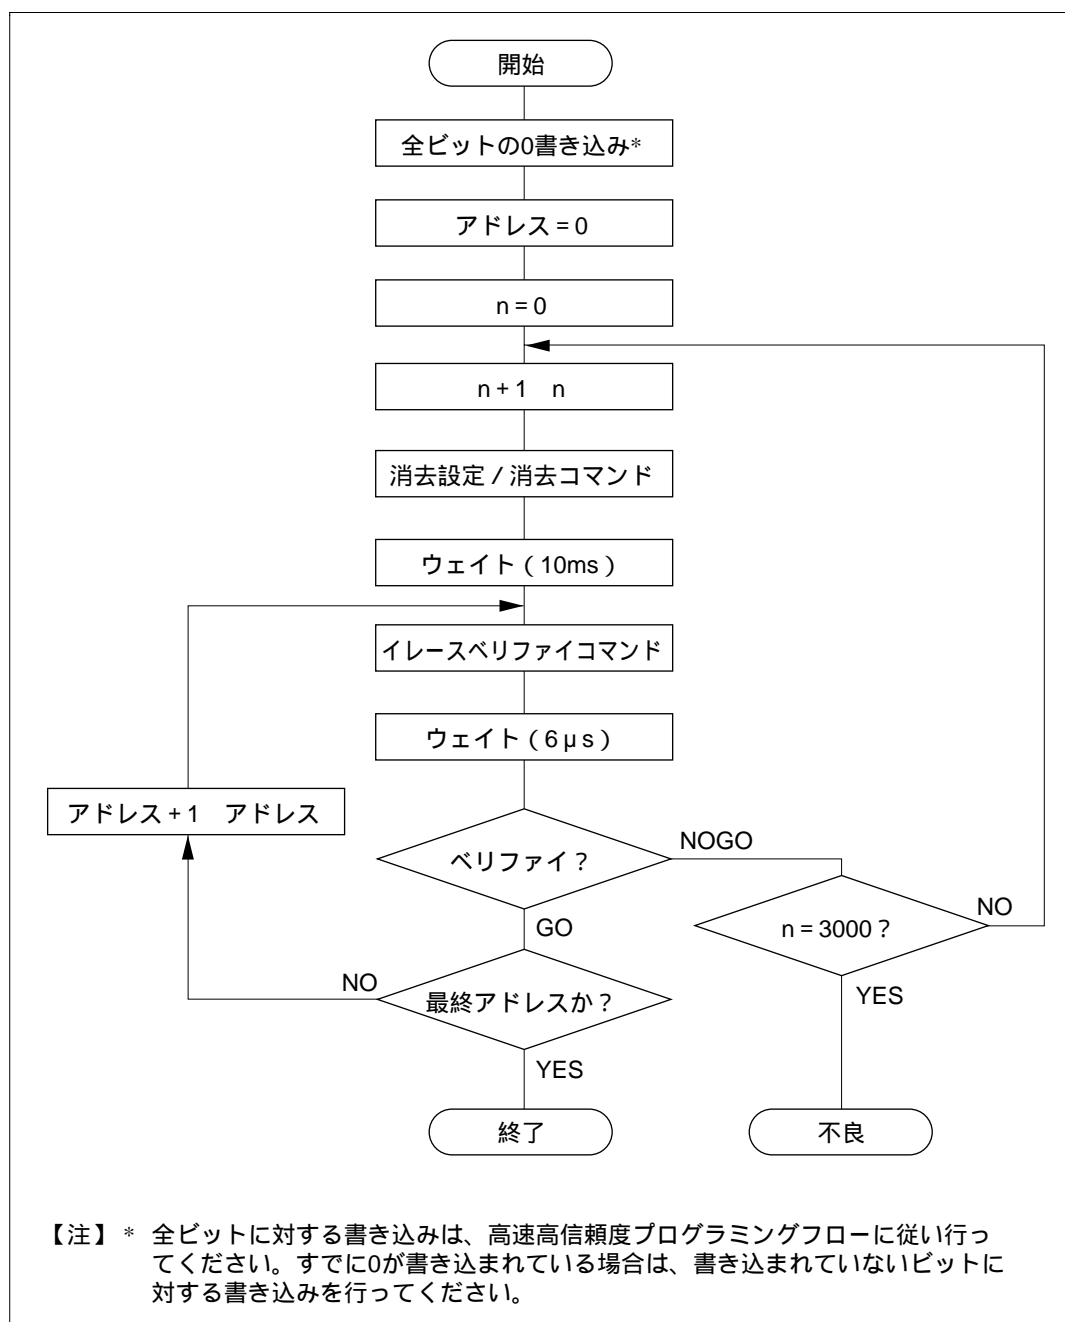 開始
全ビットの0書き込み*
アドレス = 0
n = 0
n + 1　n
消去設定 / 消去コマンド
ウェイト ( 10ms )
イレースベリファイコマンド
ウェイト ( 6 μ s )
アドレス + 1　アドレス
ベリファイ ?
NOGO
GO
n = 3000 ?
NO
NO
最終アドレスか ?
YES
YES
終了
不良
【注】 * 全ビットに対する書き込みは、高速高信頼度プログラミングフローに従い行っ
てください。すでに0が書き込まれている場合は、書き込まれていないビットに
対する書き込みを行ってください。